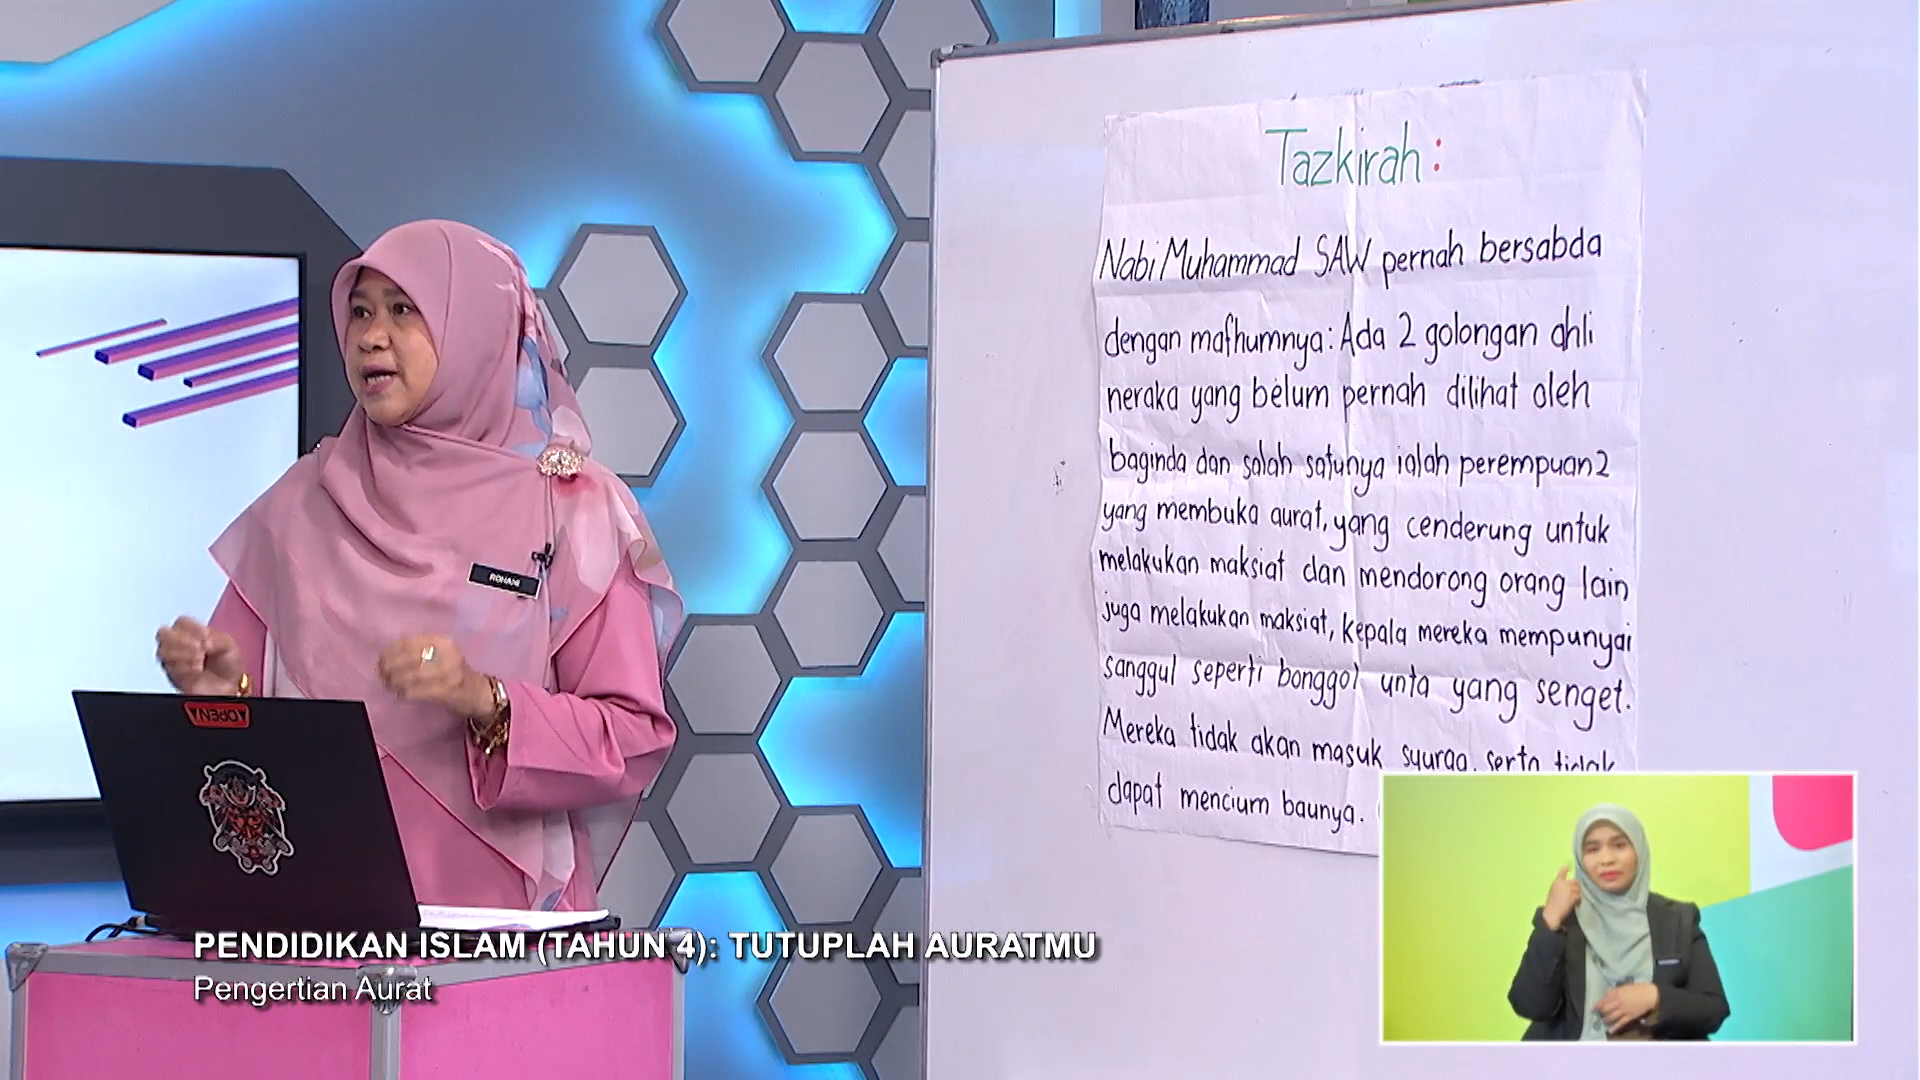 Tazkirah:
Nabi Muhammad SAW pernah bersabda
dengan mafhumnya: Ada 2 golongan ahli
neraka yang belum pernah dilihat oleh
baginda dan salah satunya ialah perempuan2
yang membuka aurat, yang cenderung untuk
melakukan maksiat dan mendorong orang lain
juga melakukan maksiat, kepala mereka mempunyai
sanggul seperti bonggol unta yang senget.
Mereka tidak akan masuk syurga, serta tidak
dapat mencium baunya.
ROHANI
OPEN
PENDIDIKAN ISLAM (TAHUN 4): TUTUPLAH AURATMU
Pengertian Aurat